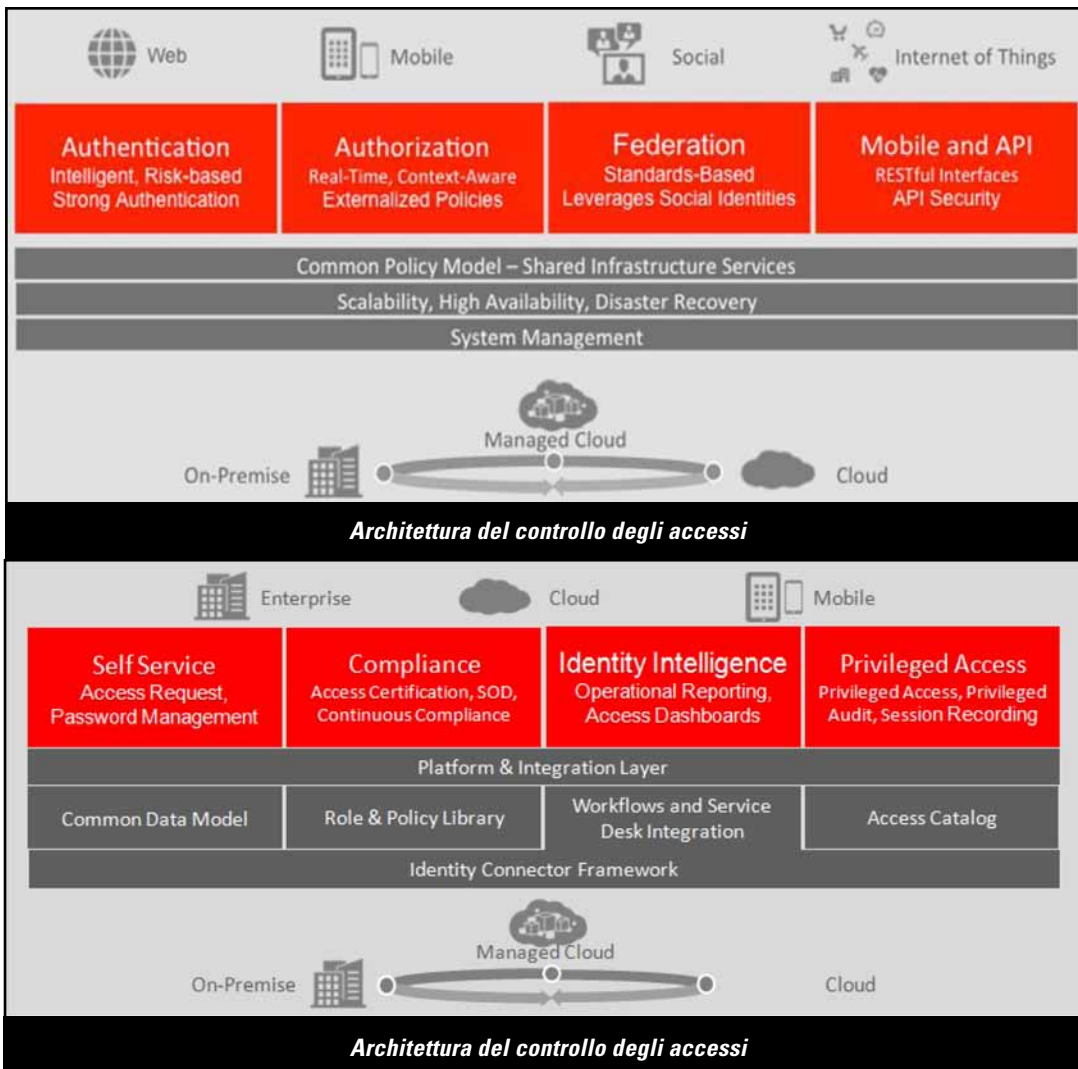 Web
Mobile
Social
Internet of Things
Authentication
Intelligent, Risk-based
Strong Authentication
Authorization
Real-Time, Context-Aware
Externalized Policies
Federation
Standards-Based
Leverages Social Identities
Mobile and API
RESTful Interfaces
API Security
Common Policy Model – Shared Infrastructure Services
Scalability, High Availability, Disaster Recovery
System Management
Managed Cloud
On-Premise
Cloud
Architettura del controllo degli accessi
Enterprise
Cloud
Mobile
Self Service
Access Request,
Password Management
Compliance
Access Certification, SOD,
Continuous Compliance
Identity Intelligence
Operational Reporting,
Access Dashboards
Privileged Access
Privileged Access, Privileged
Audit, Session Recording
Platform & Integration Layer
Common Data Model
Role & Policy Library
Workflows and Service
Desk Integration
Access Catalog
Identity Connector Framework
Managed Cloud
On-Premise
Cloud
Architettura del controllo degli accessi